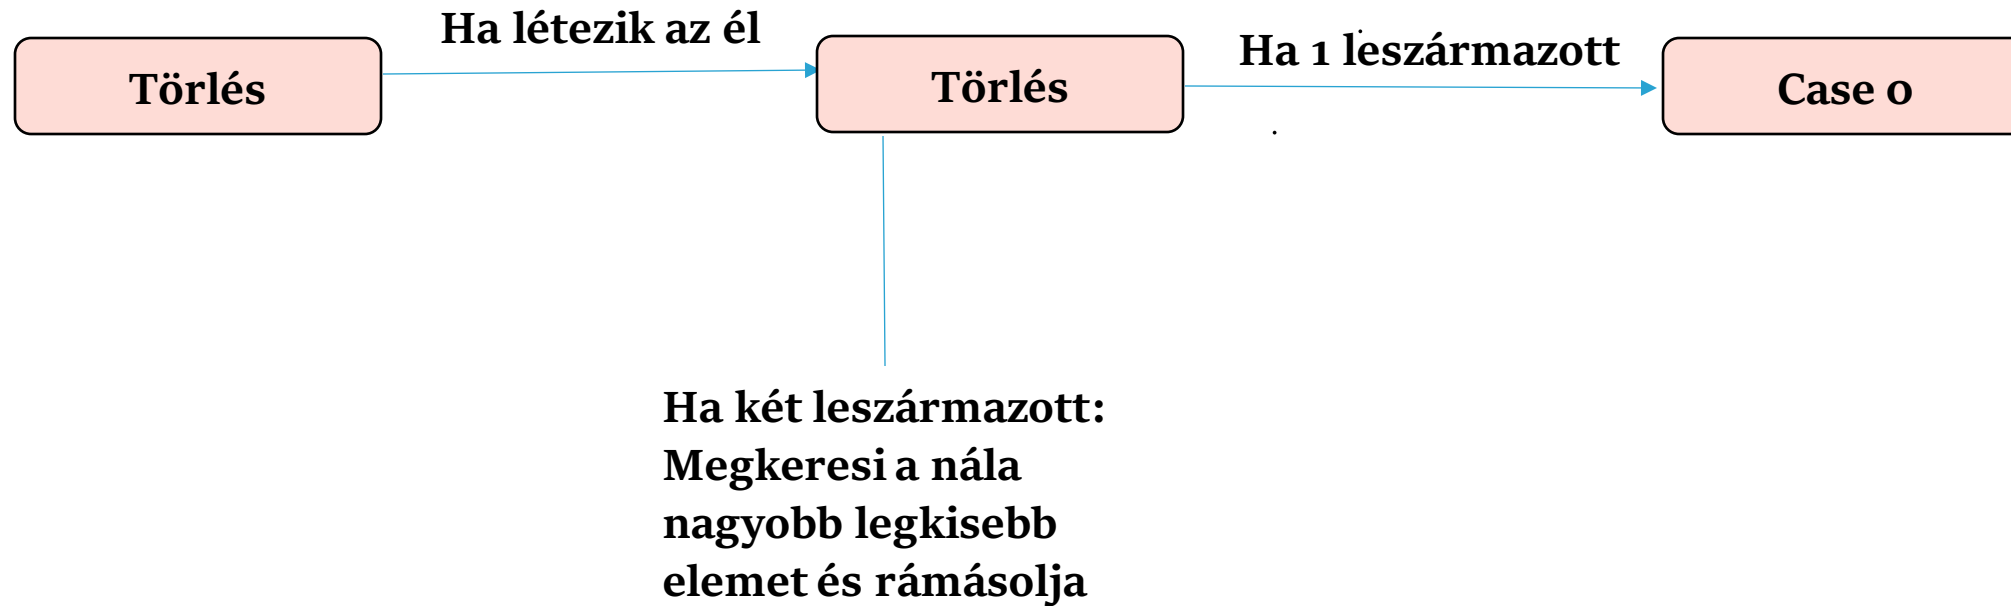 Törlés
Ha létezik az él
Törlés
Ha 1 leszármazott
Case 0
Ha két leszármazott:
Megkeresi a nála
nagyobb legkisebb
elemet és rámásolja